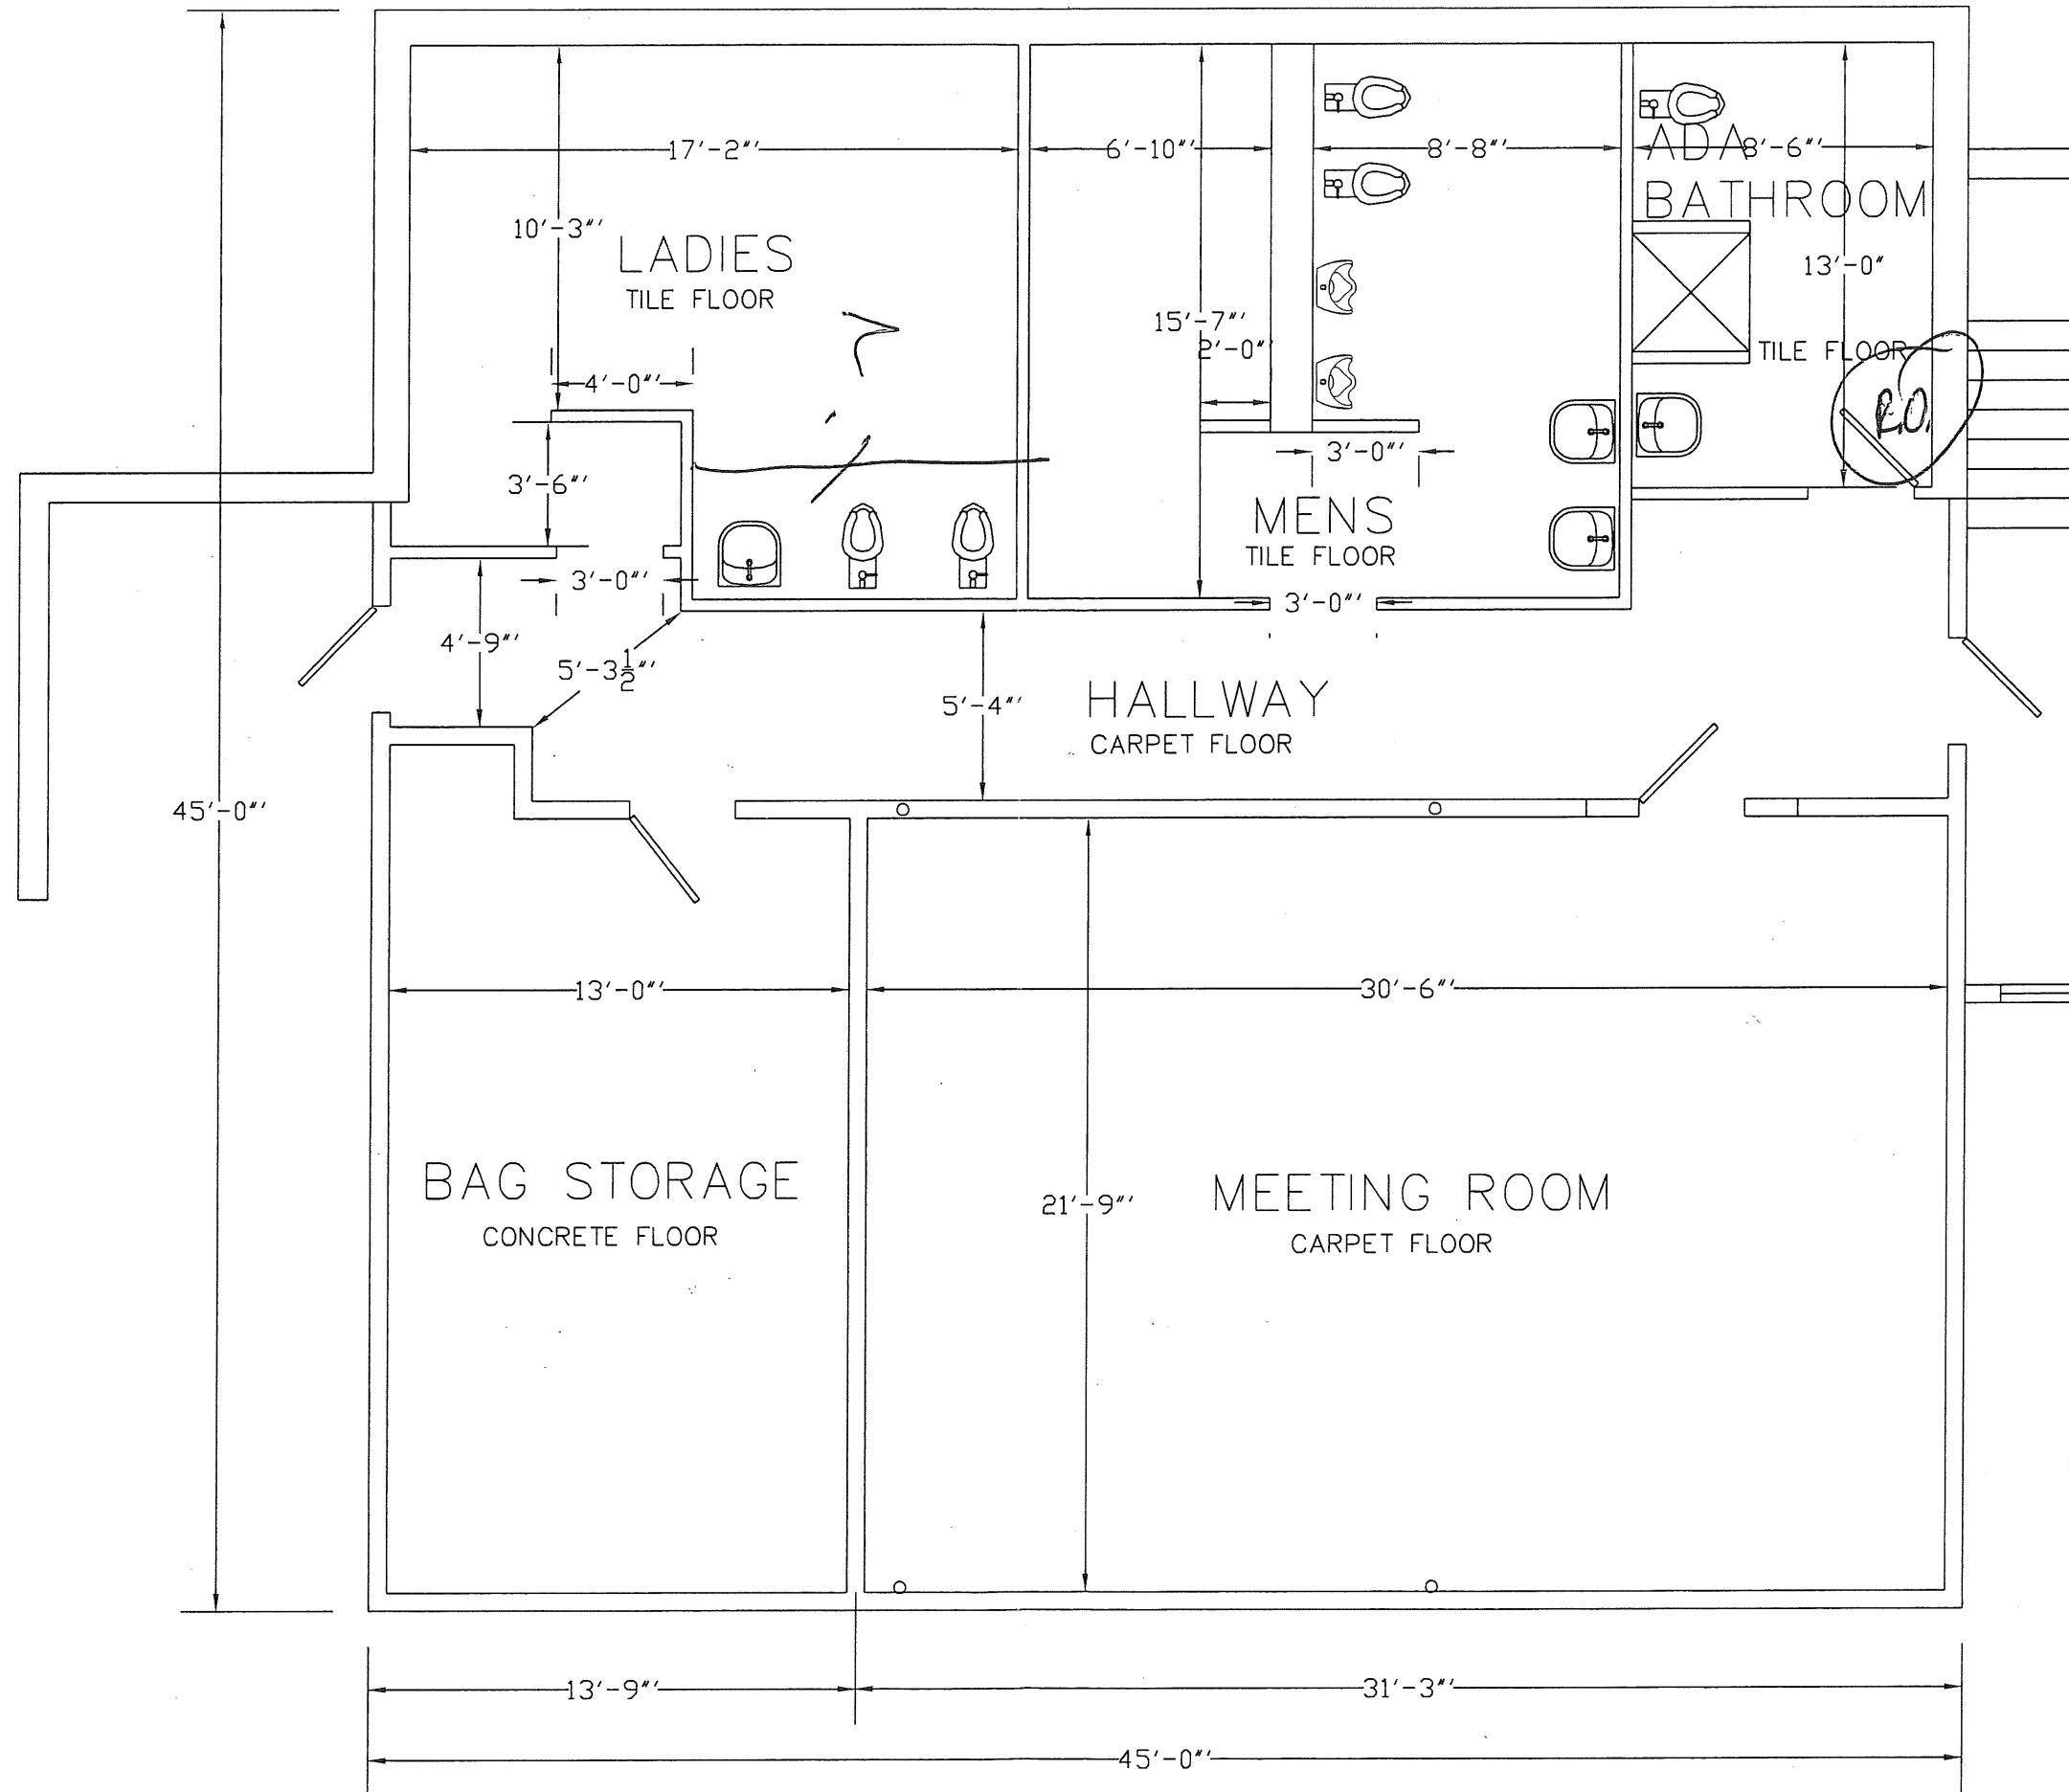 17'-2"'
6'-10"'
8'-8"'
ADA
8'-6"'
BATHROOM
10'-3"'
LADIES
TILE FLOOR
13'-0"
15'-7"'
2'-0"
TILE FLOOR
4'-0"'
R.O.
3'-0"'
3'-6"'
MENS
TILE FLOOR
3'-0"'
3'-0"'
4'-9"'
5'-3 1/2"'
5'-4"'
HALLWAY
CARPET FLOOR
45'-0"'
13'-0"'
30'-6"'
BAG STORAGE
CONCRETE FLOOR
21'-9"'
MEETING ROOM
CARPET FLOOR
13'-9"'
31'-3"'
45'-0"'